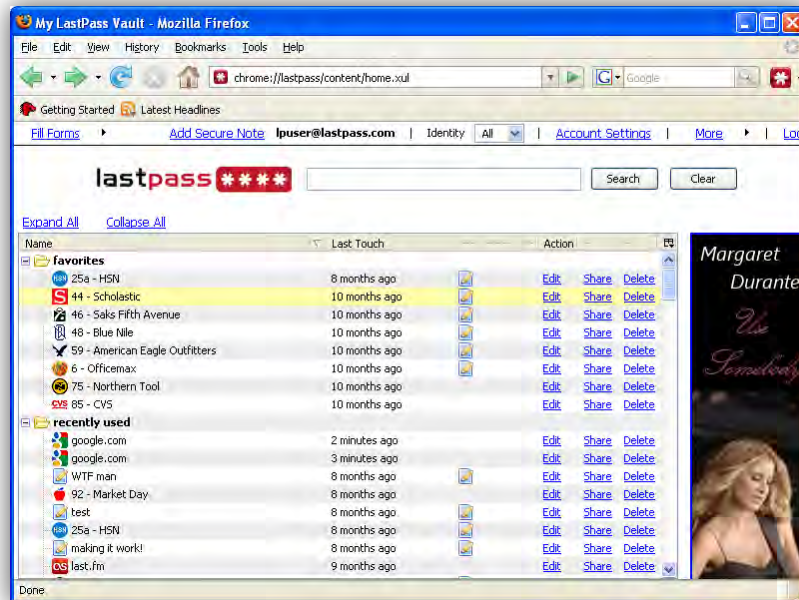 My LastPass Vault - Mozilla Firefox
File Edit View History Bookmarks Tools Help
chrome://lastpass/content/home.xul G Google
Getting Started Latest Headlines
Fill Forms Add Secure Note lpuser@lastpass.com | Identity All | Account Settings | More | Lo
lastpass **** Search Clear
Expand All Collapse All
Name Last Touch Action
favorites
HSN 25a - HSN 8 months ago Edit Share Delete
S 44 - Scholastic 10 months ago Edit Share Delete
46 - Saks Fifth Avenue 10 months ago Edit Share Delete
48 - Blue Nile 10 months ago Edit Share Delete
59 - American Eagle Outfitters 10 months ago Edit Share Delete
6 - Officemax 10 months ago Edit Share Delete
75 - Northern Tool 10 months ago Edit Share Delete
CVS 85 - CVS 10 months ago Edit Share Delete
recently used
google.com 2 minutes ago Edit Share Delete
google.com 3 minutes ago Edit Share Delete
WTF man 8 months ago Edit Share Delete
92 - Market Day 8 months ago Edit Share Delete
test 8 months ago Edit Share Delete
HSN 25a - HSN 8 months ago Edit Share Delete
making it work! 8 months ago Edit Share Delete
os last.fm 9 months ago Edit Share Delete
Done
Margaret
Durante
Use
Somebody